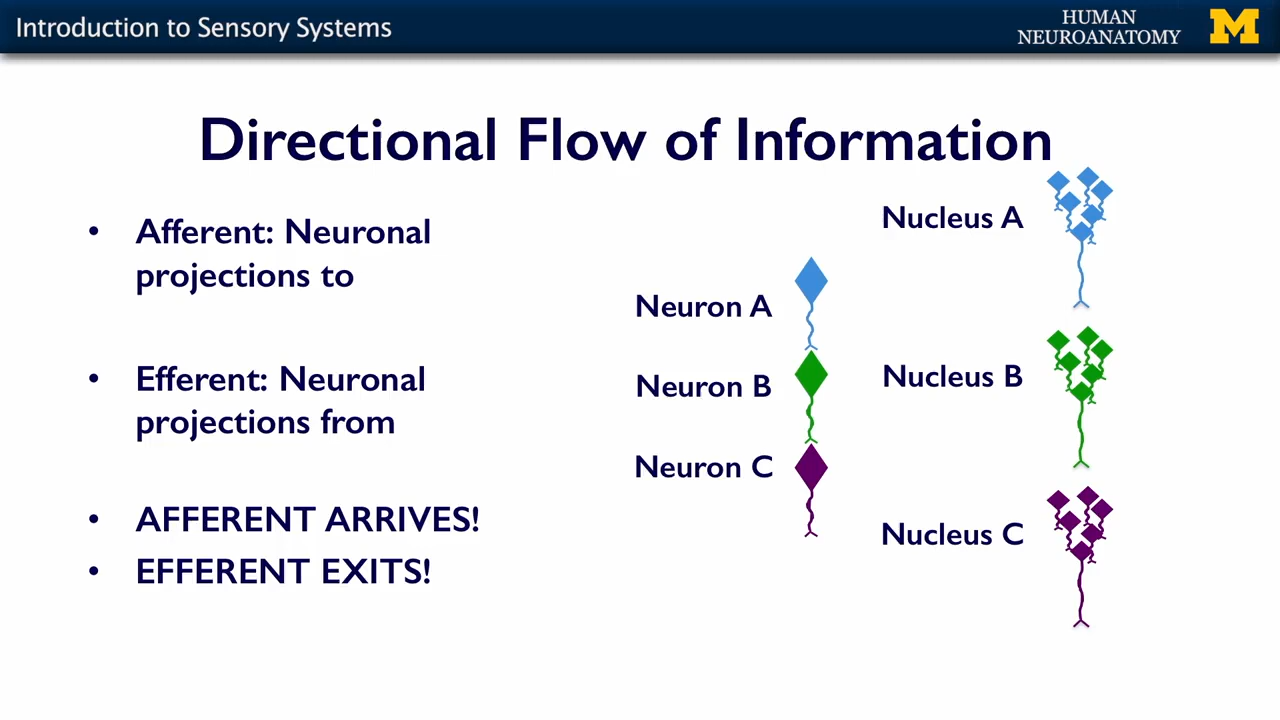 Introduction to Sensory Systems
HUMAN
NEUROANATOMY
M
Directional Flow of Information
• Afferent: Neuronal
projections to
• Efferent: Neuronal
projections from
• AFFERENT ARRIVES!
• EFFERENT EXITS!
Neuron A
Neuron B
Neuron C
Nucleus A
Nucleus B
Nucleus C